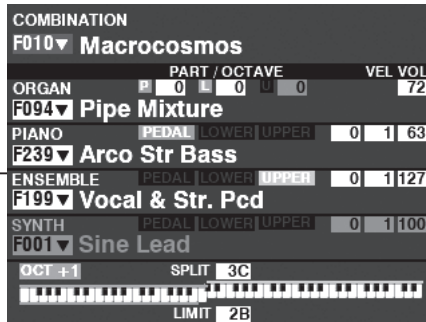 COMBINATION
F010▼ Macrocosmos
PART / OCTAVE VEL VOL
ORGAN P 0 L 0 U 0 72
F094▼ Pipe Mixture
PIANO PEDAL LOWER UPPER 0 1 63
F239▼ Arco Str Bass
ENSEMBLE PEDAL LOWER UPPER 0 1 127
F199▼ Vocal & Str. Pcd
SYNTH PEDAL LOWER UPPER 0 1 100
F001▼ Sine Lead
OCT +1 SPLIT 3C
LIMIT 2B